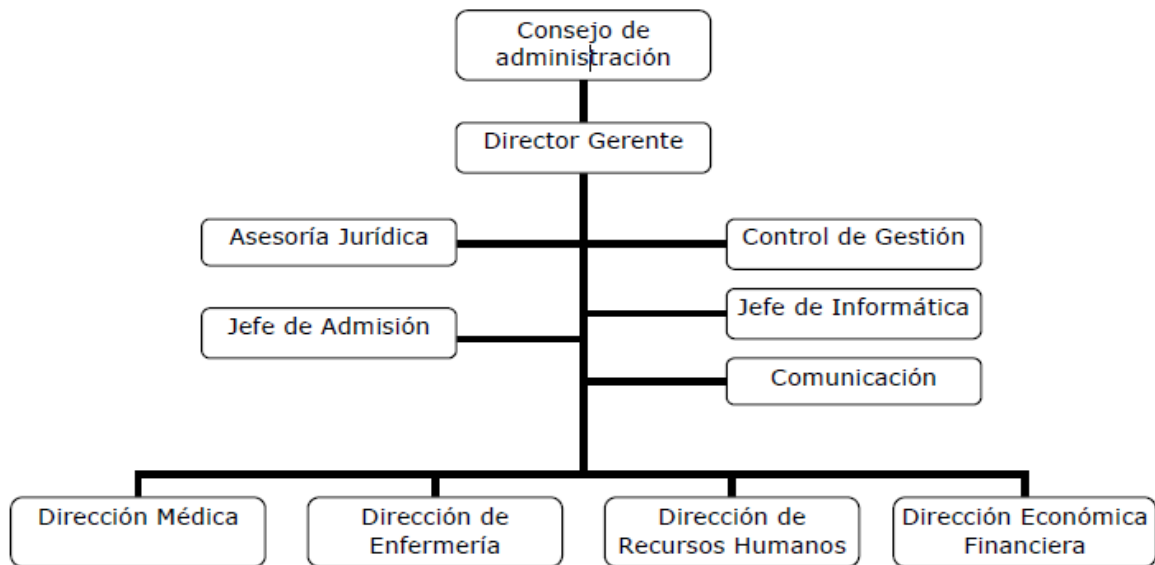 Consejo de
administración
Director Gerente
Asesoría Jurídica
Control de Gestión
Jefe de Admisión
Jefe de Informática
Comunicación
Dirección Médica
Dirección de
Enfermería
Dirección de
Recursos Humanos
Dirección Económica
Financiera